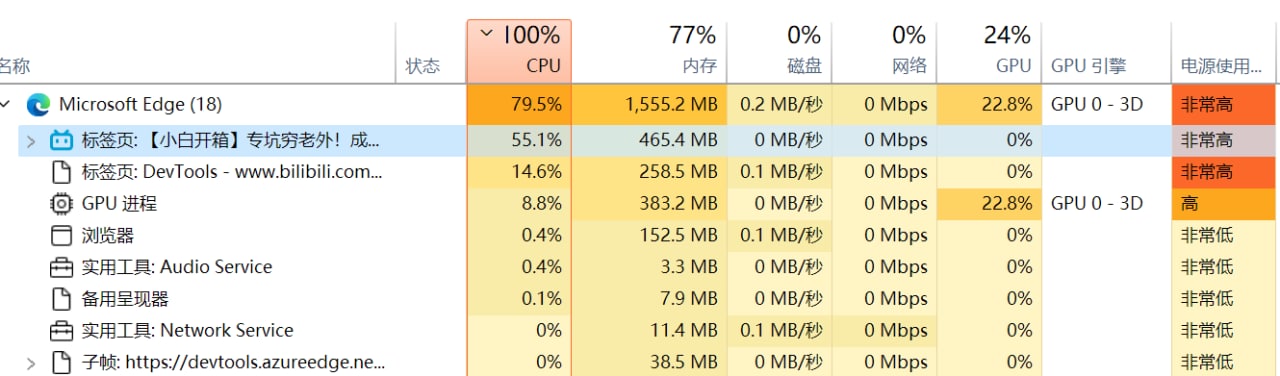 100% 77% 0% 0% 24%
名称 状态 CPU 内存 磁盘 网络 GPU GPU 引擎 电源使用...
Microsoft Edge (18) 79.5% 1,555.2 MB 0.2 MB/秒 0 Mbps 22.8% GPU 0 - 3D 非常高
标签页: 【小白开箱】专坑穷老外！成... 55.1% 465.4 MB 0 MB/秒 0 Mbps 0% 非常高
标签页: DevTools - www.bilibili.com... 14.6% 258.5 MB 0.1 MB/秒 0 Mbps 0% 非常高
GPU 进程 8.8% 383.2 MB 0 MB/秒 0 Mbps 22.8% GPU 0 - 3D 高
浏览器 0.4% 152.5 MB 0.1 MB/秒 0 Mbps 0% 非常低
实用工具: Audio Service 0.4% 3.3 MB 0 MB/秒 0 Mbps 0% 非常低
备用呈现器 0.1% 7.9 MB 0 MB/秒 0 Mbps 0% 非常低
实用工具: Network Service 0% 11.4 MB 0.1 MB/秒 0 Mbps 0% 非常低
子帧: https://devtools.azureedge.ne... 0% 38.5 MB 0 MB/秒 0 Mbps 0% 非常低